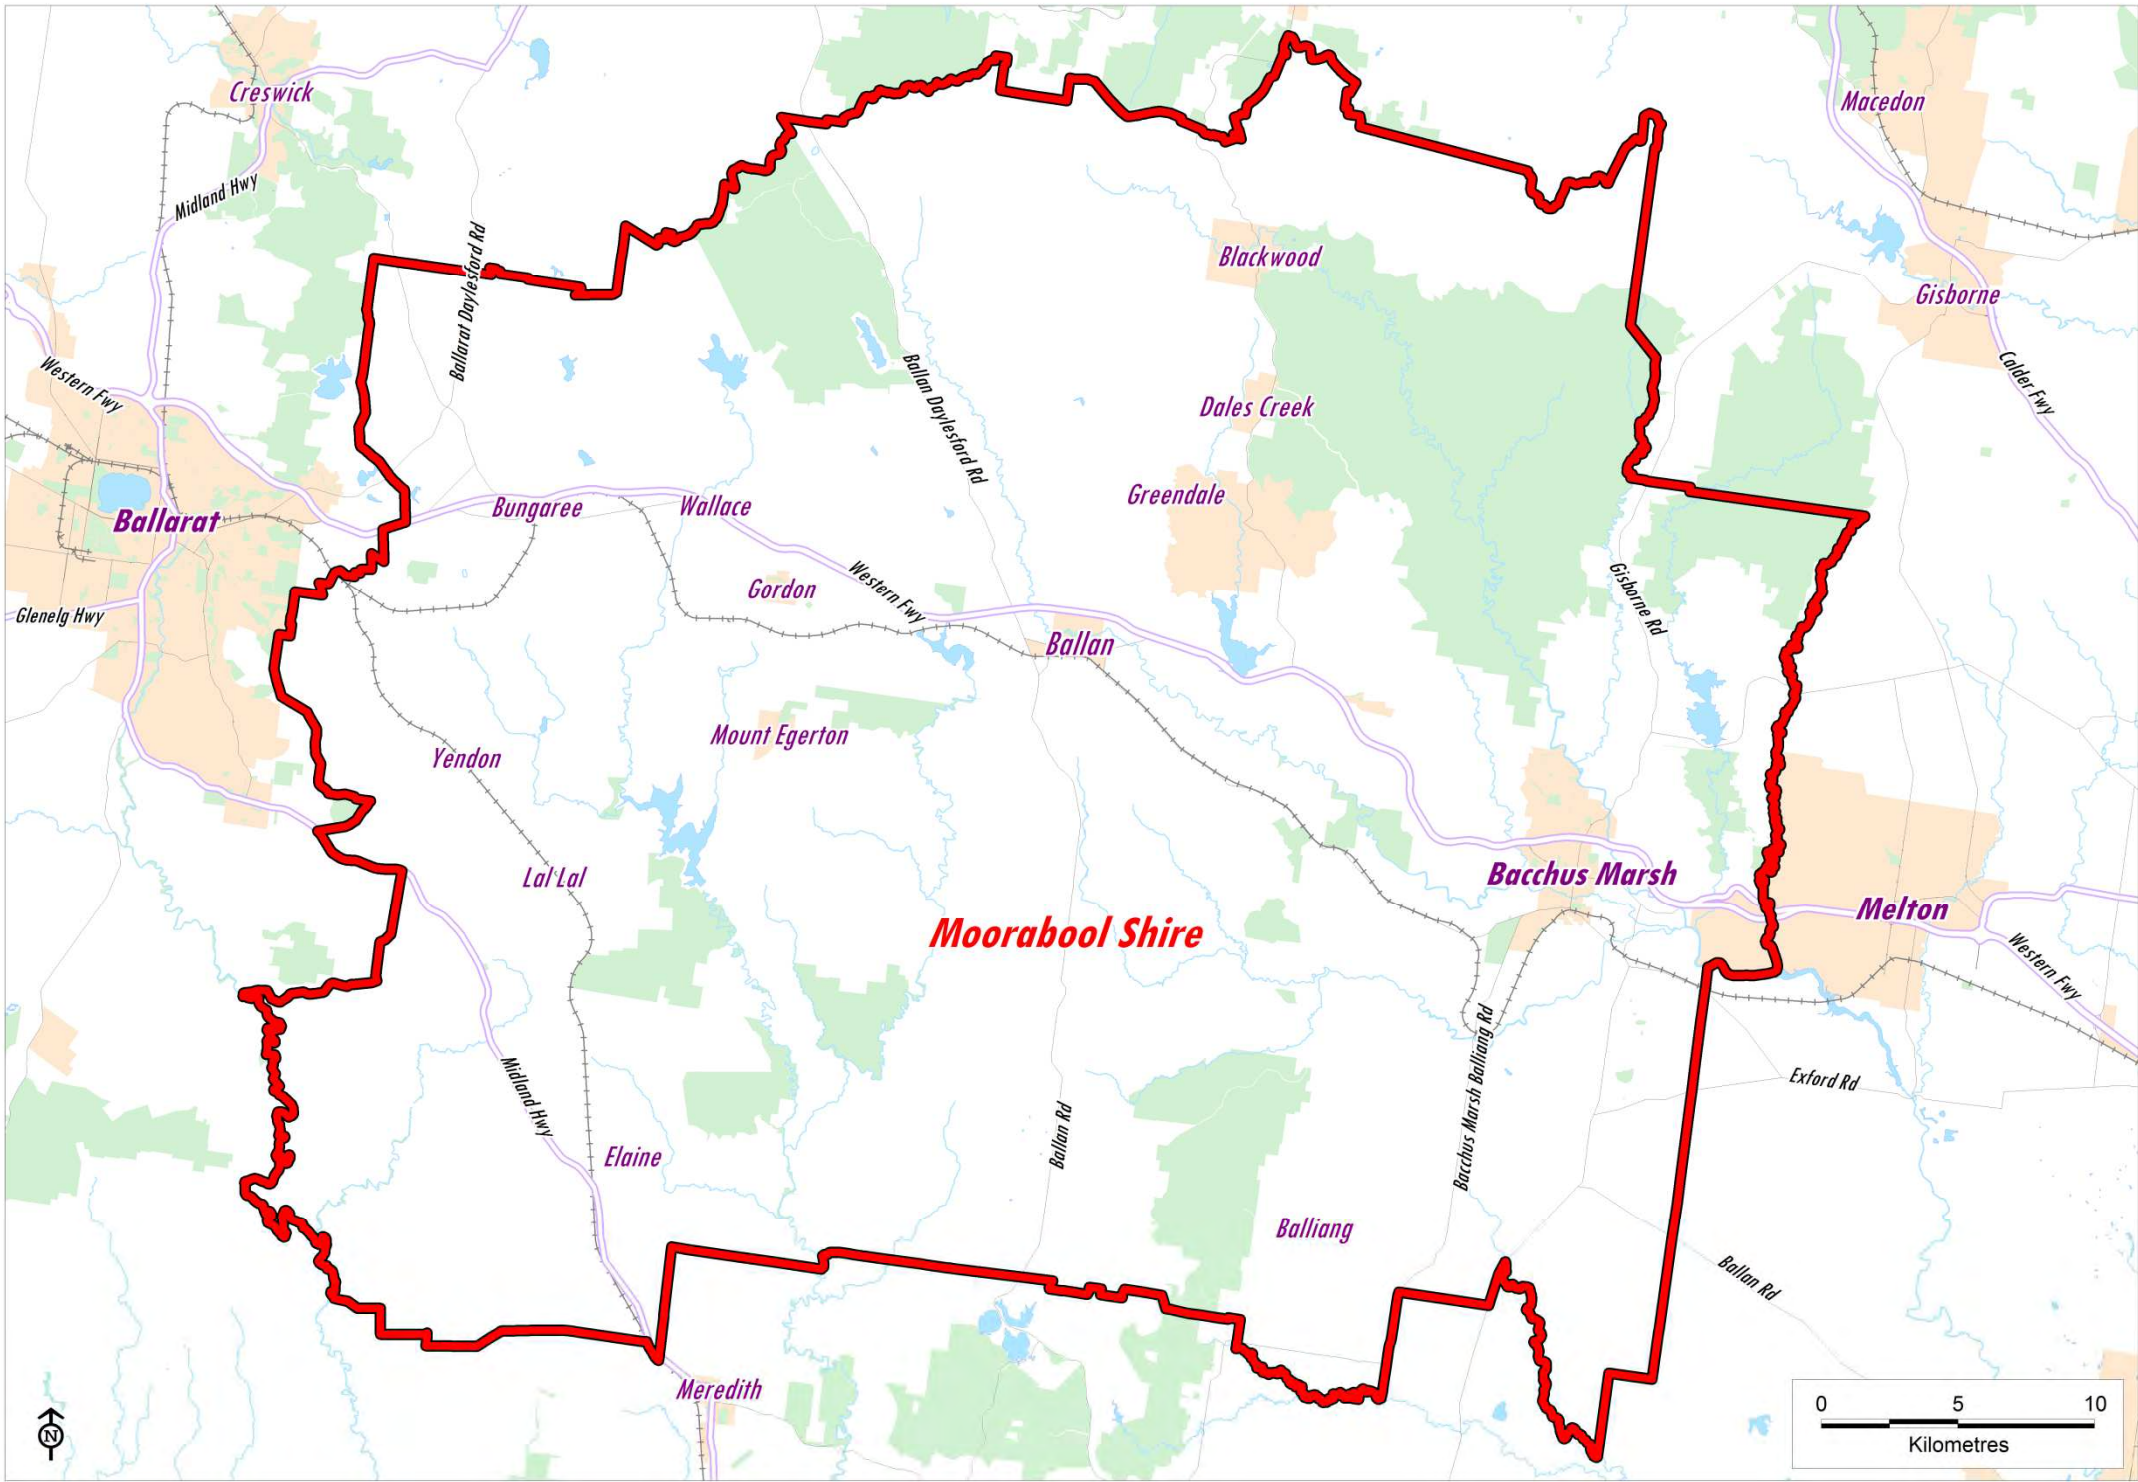 Creswick
Macedon
Midland Hwy
Ballarat Daylesford Rd
Blackwood
Gisborne
Western Fwy
Ballan Daylesford Rd
Calder Fwy
Dales Creek
Greendale
Bungaree
Wallace
Ballarat
Gordon
Western Fwy
Gisborne Rd
Glenelg Hwy
Ballan
Mount Egerton
Yendon
Lal Lal
Bacchus Marsh
Melton
Moorabool Shire
Western Fwy
Bacchus Marsh Balliang Rd
Exford Rd
Midland Hwy
Ballan Rd
Elaine
Balliang
Ballan Rd
Meredith
N
0 5 10
Kilometres